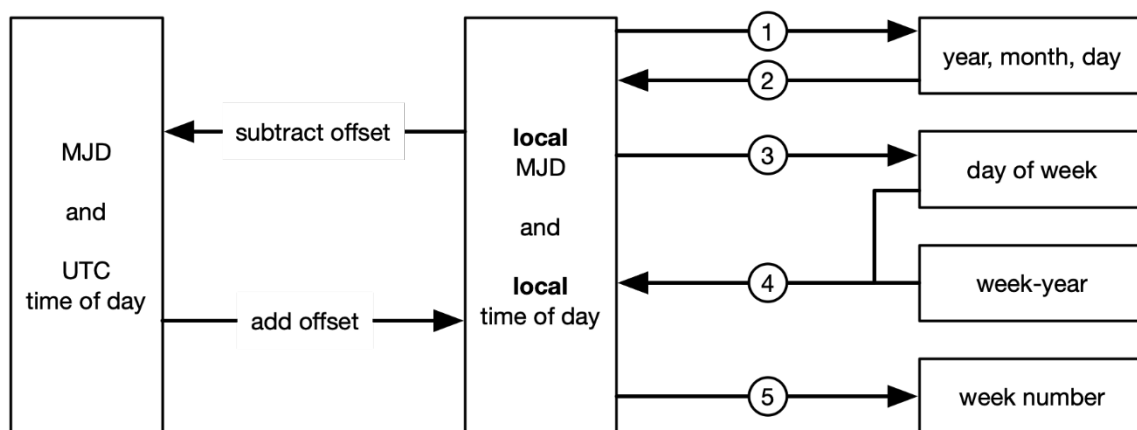 MJD
and
UTC
time of day
subtract offset
add offset
local
MJD
and
local
time of day
1
2
3
4
5
year, month, day
day of week
week-year
week number